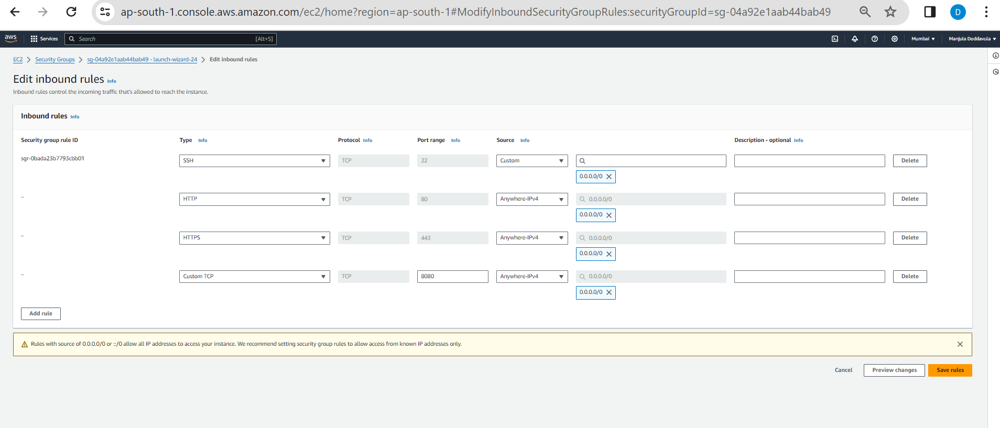 ap-south-1.console.aws.amazon.com/ec2/home?region=ap-south-1#ModifyInboundSecurityGroupRules:securityGroupId=sg-04a92e1aab44bab49
D
aws
Services
Search
[Alt+S]
Mumbai
Manjula Doddavula
EC2 > Security Groups > sg-04a92e1aab44bab49 - launch-wizard-24 > Edit inbound rules
Edit inbound rules Info
Inbound rules control the incoming traffic that's allowed to reach the instance.
Inbound rules Info
Security group rule ID Type Info Protocol Info Port range Info Source Info Description - optional Info
sgr-0bada23b7793cbb01 SSH TCP 22 Custom Delete
0.0.0.0/0
– HTTP TCP 80 Anywhere-IPv4 0.0.0.0/0 Delete
0.0.0.0/0
– HTTPS TCP 443 Anywhere-IPv4 0.0.0.0/0 Delete
0.0.0.0/0
– Custom TCP TCP 8080 Anywhere-IPv4 0.0.0.0/0 Delete
0.0.0.0/0
Add rule
Rules with source of 0.0.0.0/0 or ::/0 allow all IP addresses to access your instance. We recommend setting security group rules to allow access from known IP addresses only.
Cancel Preview changes Save rules